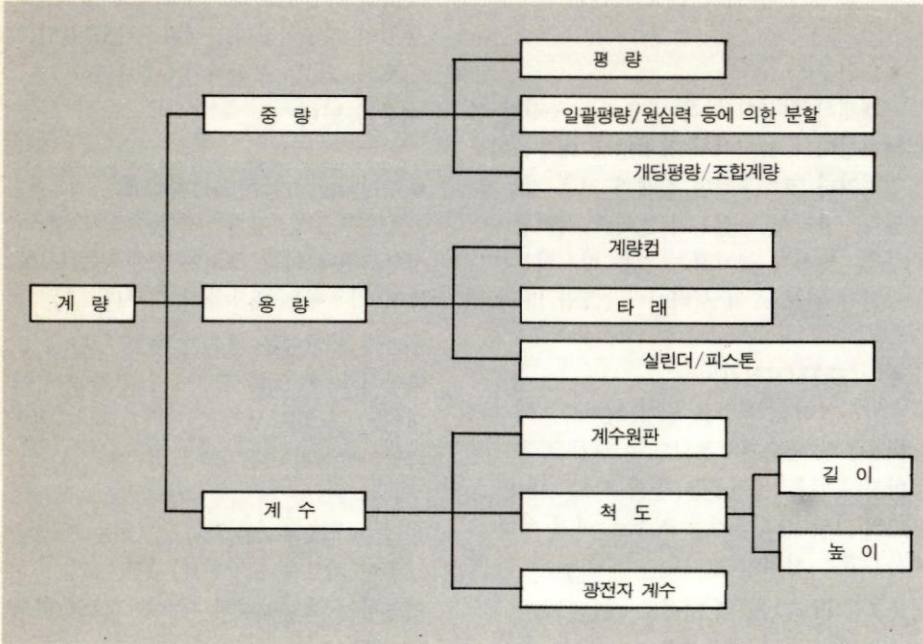 계 량
중 량
평 량
일괄평량/원심력 등에 의한 분할
개당평량/조합계량
용 량
계량컵
타 래
실린더/피스톤
계 수
계수원판
척 도
길 이
높 이
광전자 계수